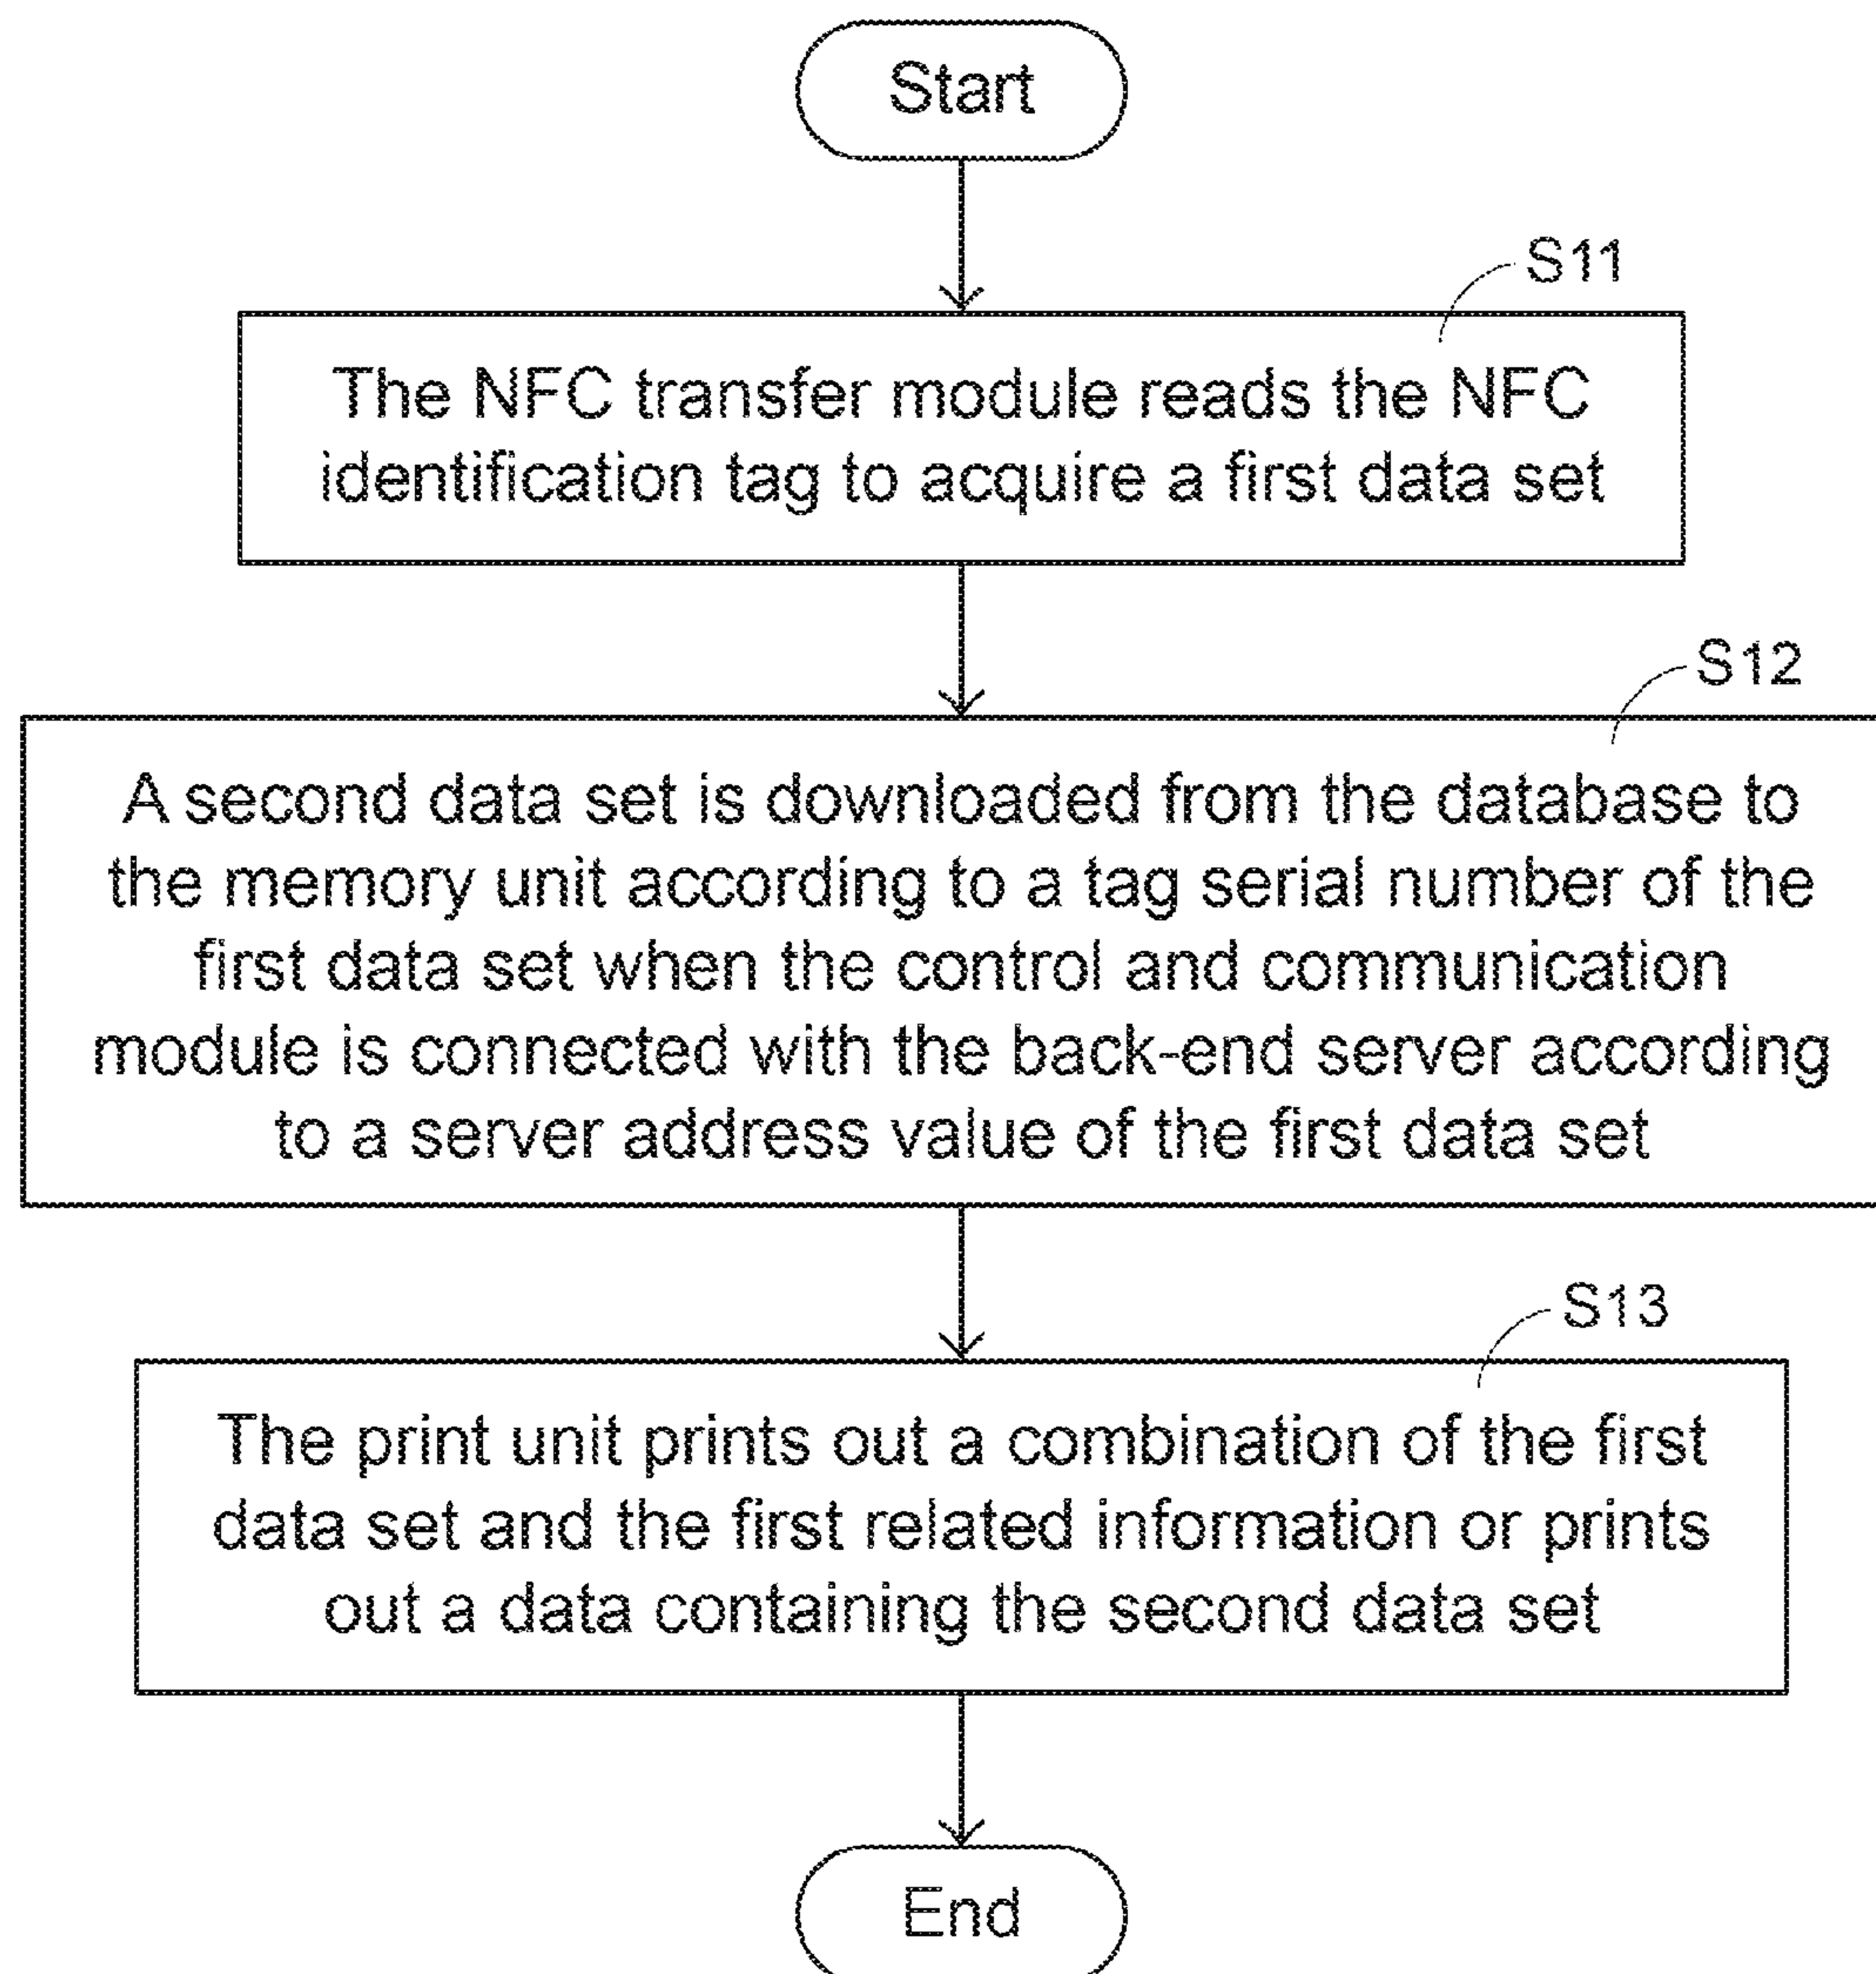 Start
S11
The NFC transfer module reads the NFC
identification tag to acquire a first data set
S12
A second data set is downloaded from the database to
the memory unit according to a tag serial number of the
first data set when the control and communication
module is connected with the back-end server according
to a server address value of the first data set
S13
The print unit prints out a combination of the first
data set and the first related information or prints
out a data containing the second data set
End